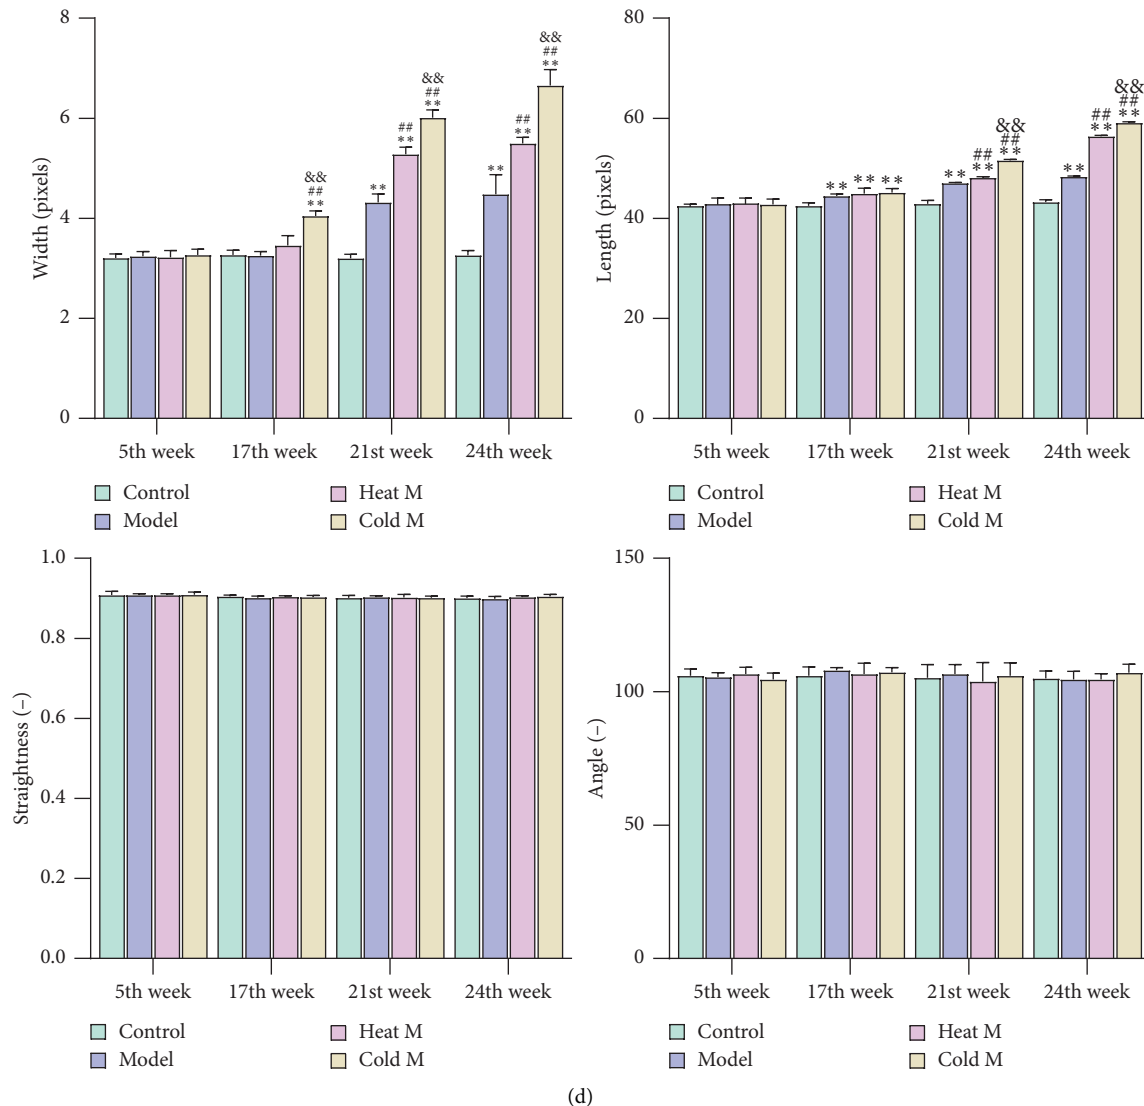 Width (pixels)
8
6
4
2
0
**
##
&&
**
##
**
**
##
&&
**
**
##
**
##
&&
5th week
17th week
21st week
24th week
Control
Heat M
Model
Cold M
Length (pixels)
80
60
40
20
0
**
**
**
**
##
**
&&
##
**
**
##
**
&&
##
**
5th week
17th week
21st week
24th week
Control
Heat M
Model
Cold M
Straightness (–)
1.0
0.8
0.6
0.4
0.2
0.0
5th week
17th week
21st week
24th week
Control
Heat M
Model
Cold M
Angle (–)
150
100
50
0
5th week
17th week
21st week
24th week
Control
Heat M
Model
Cold M
(d)